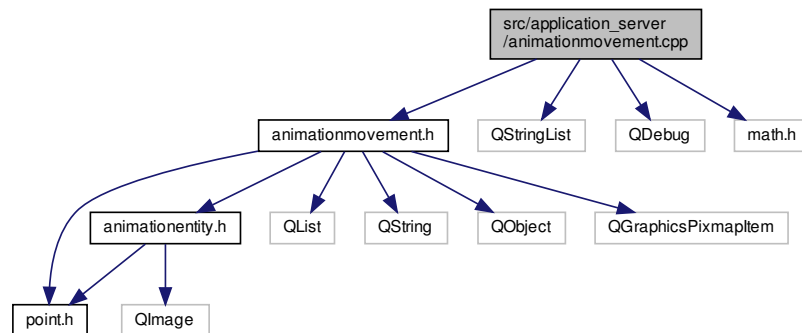 src/application_server
/animationmovement.cpp
animationmovement.h
QStringList
QDebug
math.h
animationentity.h
QList
QString
QObject
QGraphicsPixmapItem
point.h
QImage